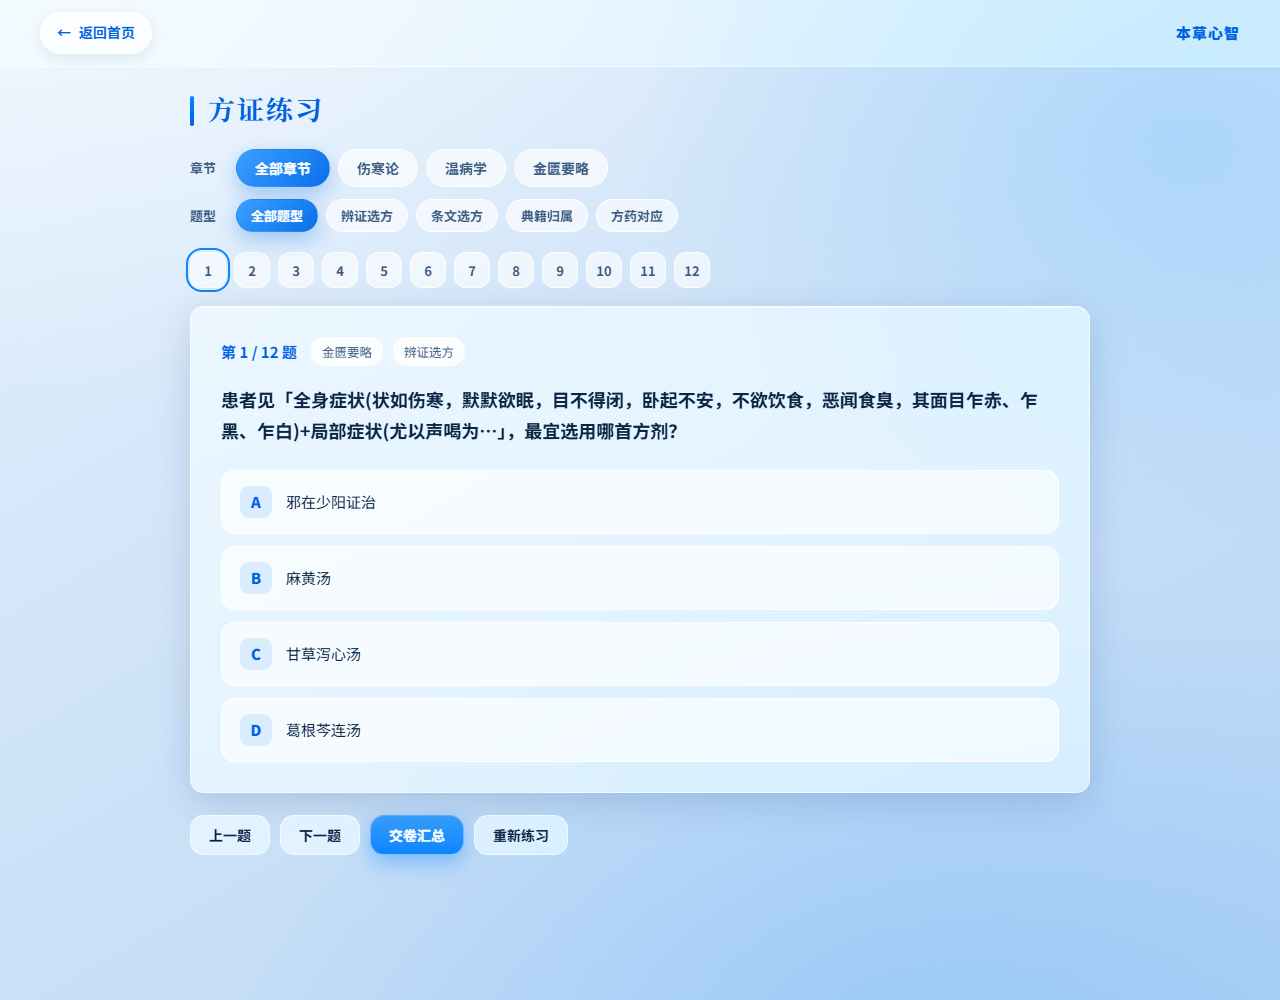 ← 返回首页
本草心智
方证练习
章节 全部章节 伤寒论 温病学 金匮要略
题型 全部题型 辨证选方 条文选方 典籍归属 方药对应
1 2 3 4 5 6 7 8 9 10 11 12
第 1 / 12 题 金匮要略 辨证选方
患者见「全身症状(状如伤寒，默默欲眠，目不得闭，卧起不安，不欲饮食，恶闻食臭，其面目乍赤、乍
黑、乍白)+局部症状(尤以声喝为…」，最宜选用哪首方剂？
A 邪在少阳证治
B 麻黄汤
C 甘草泻心汤
D 葛根芩连汤
上一题 下一题 交卷汇总 重新练习